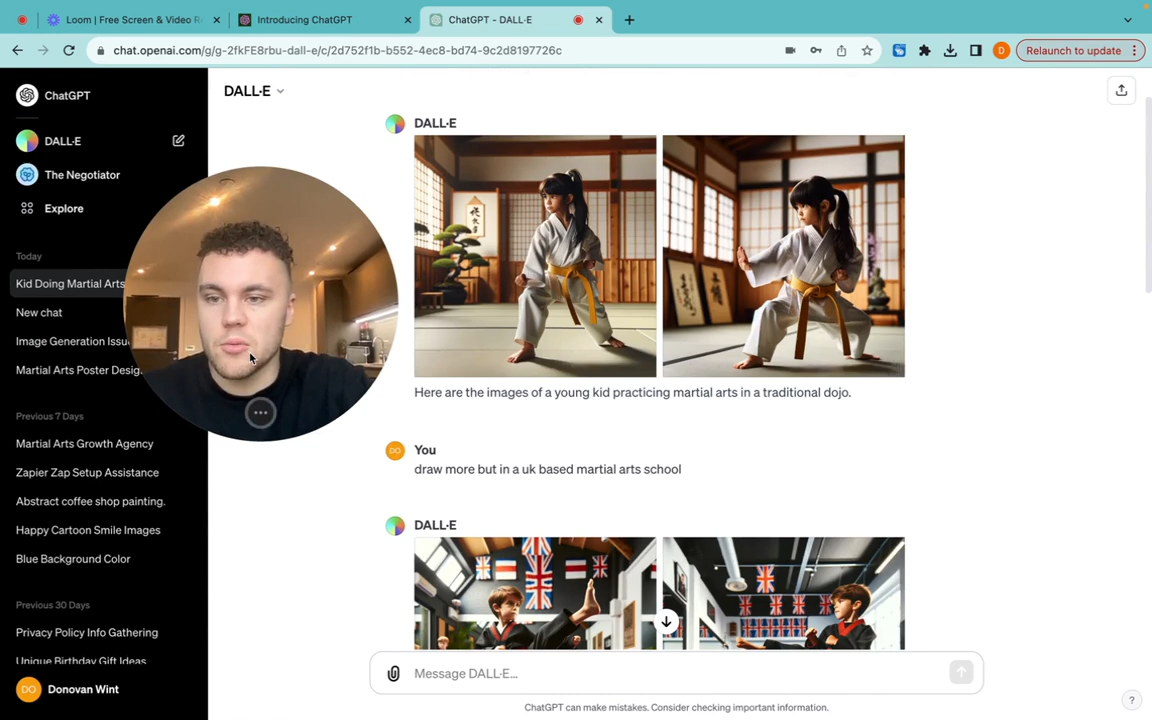 Loom | Free Screen & Video R
Introducing ChatGPT
ChatGPT - DALL·E
chat.openai.com/g/g-2fkFE8rbu-dall-e/c/2d752f1b-b552-4ec8-bd74-9c2d8197726c
D
Relaunch to update
ChatGPT
DALL·E
The Negotiator
Explore
Today
Kid Doing Martial Arts
New chat
Image Generation Issu
Martial Arts Poster Desig
Previous 7 Days
Martial Arts Growth Agency
Zapier Zap Setup Assistance
Abstract coffee shop painting.
Happy Cartoon Smile Images
Blue Background Color
Previous 30 Days
Privacy Policy Info Gathering
Unique Birthday Gift Ideas
DO
Donovan Wint
DALL·E
DALL·E
Here are the images of a young kid practicing martial arts in a traditional dojo.
DO
You
draw more but in a uk based martial arts school
DALL·E
Message DALL·E...
ChatGPT can make mistakes. Consider checking important information.
?